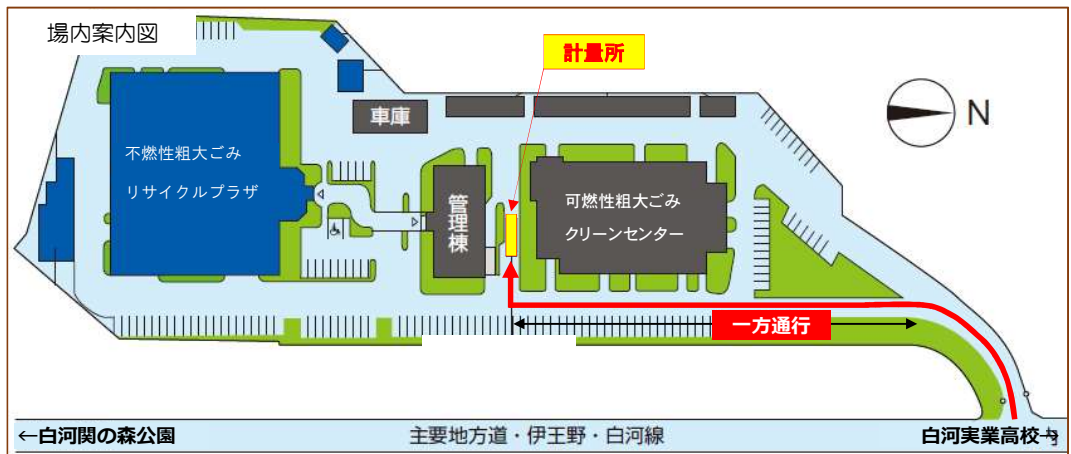 場内案内図
計量所
N
車庫
不燃性粗大ごみ
リサイクルプラザ
管理棟
可燃性粗大ごみ
クリーンセンター
一方通行
←白河関の森公園
主要地方道・伊王野・白河線
白河実業高校→